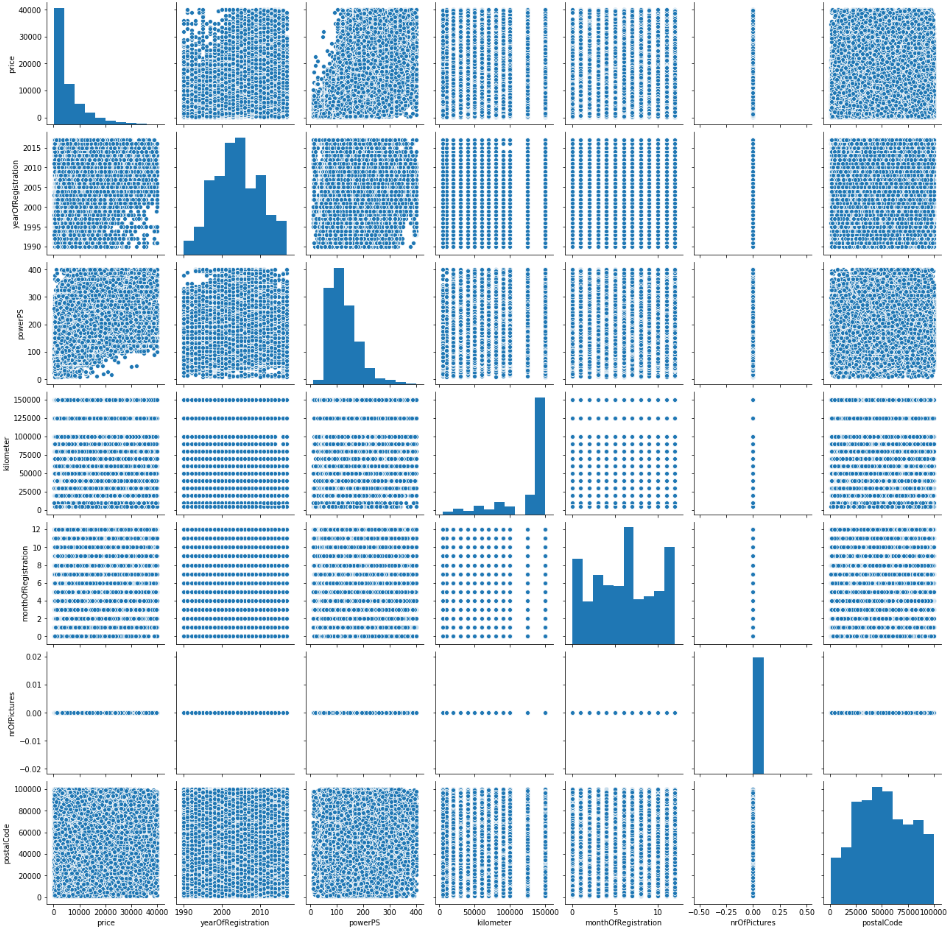 40000
30000
20000
10000
0
price
2015
2010
2005
2000
1995
1990
yearOfRegistration
400
300
200
100
0
powerPS
150000
125000
100000
75000
50000
25000
0
kilometer
12
10
8
6
4
2
0
monthOfRegistration
0.02
0.01
0.00
−0.01
−0.02
nrOfPictures
100000
80000
60000
40000
20000
0
postalCode
0 10000 20000 30000 40000
price
1990 2000 2010
yearOfRegistration
0 100 200 300 400
powerPS
0 50000 100000 150000
kilometer
0 5 10
monthOfRegistration
−0.50 −0.25 0.00 0.25 0.50
nrOfPictures
0 25000 50000 75000 100000
postalCode